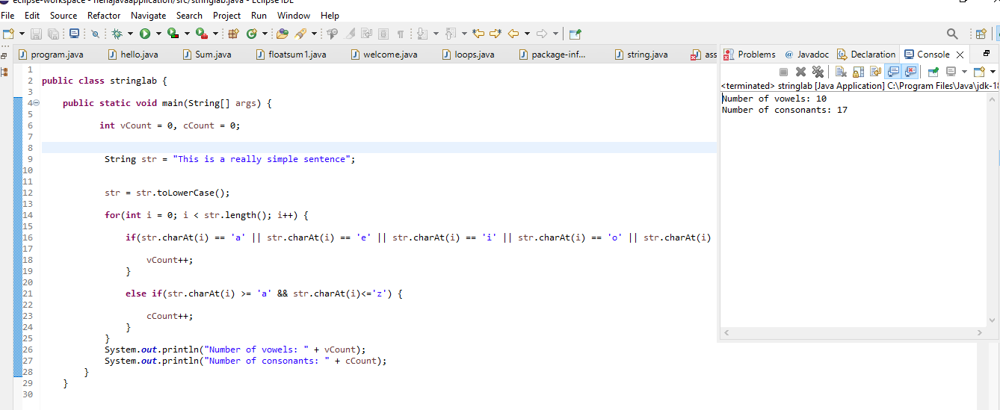 eclipse-workspace - nehajavaapplication/src/stringlab.java - Eclipse IDE
File Edit Source Refactor Navigate Search Project Run Window Help
program.java hello.java Sum.java floatsum1.java welcome.java loops.java package-inf... string.java ass
Problems @ Javadoc Declaration Console
<terminated> stringlab [Java Application] C:\Program Files\Java\jdk-18
Number of vowels: 10
Number of consonants: 17
1
2 public class stringlab {
3
4 public static void main(String[] args) {
5
6 int vCount = 0, cCount = 0;
7
8
9 String str = "This is a really simple sentence";
10
11
12 str = str.toLowerCase();
13
14 for(int i = 0; i < str.length(); i++) {
15
16 if(str.charAt(i) == 'a' || str.charAt(i) == 'e' || str.charAt(i) == 'i' || str.charAt(i) == 'o' || str.charAt(i)
17
18 vCount++;
19 }
20
21 else if(str.charAt(i) >= 'a' && str.charAt(i)<='z') {
22
23 cCount++;
24 }
25 }
26 System.out.println("Number of vowels: " + vCount);
27 System.out.println("Number of consonants: " + cCount);
28 }
29 }
30